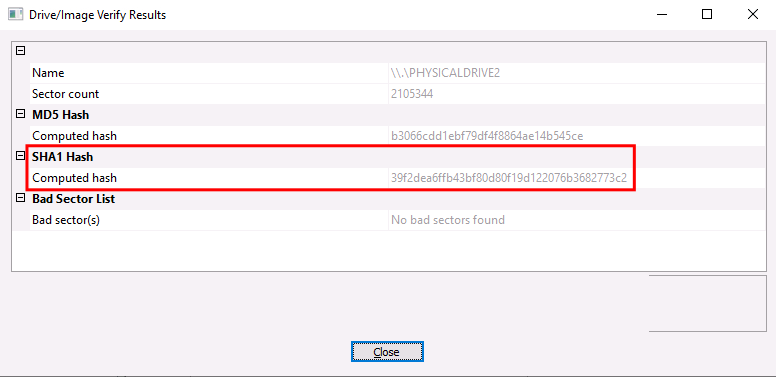 Drive/Image Verify Results
Name \\.\PHYSICALDRIVE2
Sector count 2105344
MD5 Hash
Computed hash b3066cdd1ebf79df4f8864ae14b545ce
SHA1 Hash
Computed hash 39f2dea6ffb43bf80d80f19d122076b3682773c2
Bad Sector List
Bad sector(s) No bad sectors found
Close